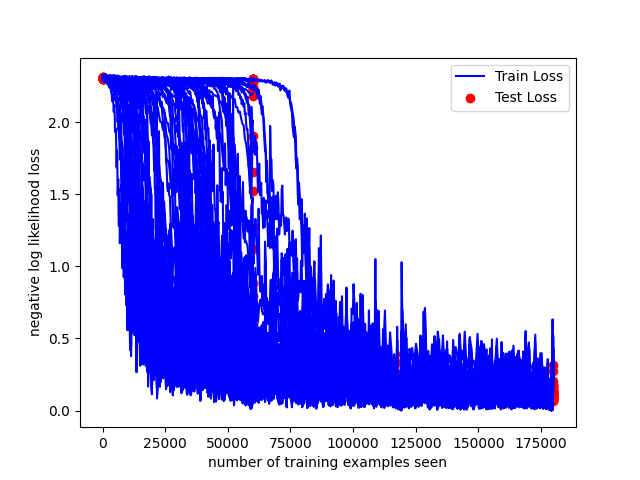 Train Loss
Test Loss
negative log likelihood loss
2.0
1.5
1.0
0.5
0.0
0 25000 50000 75000 100000 125000 150000 175000
number of training examples seen